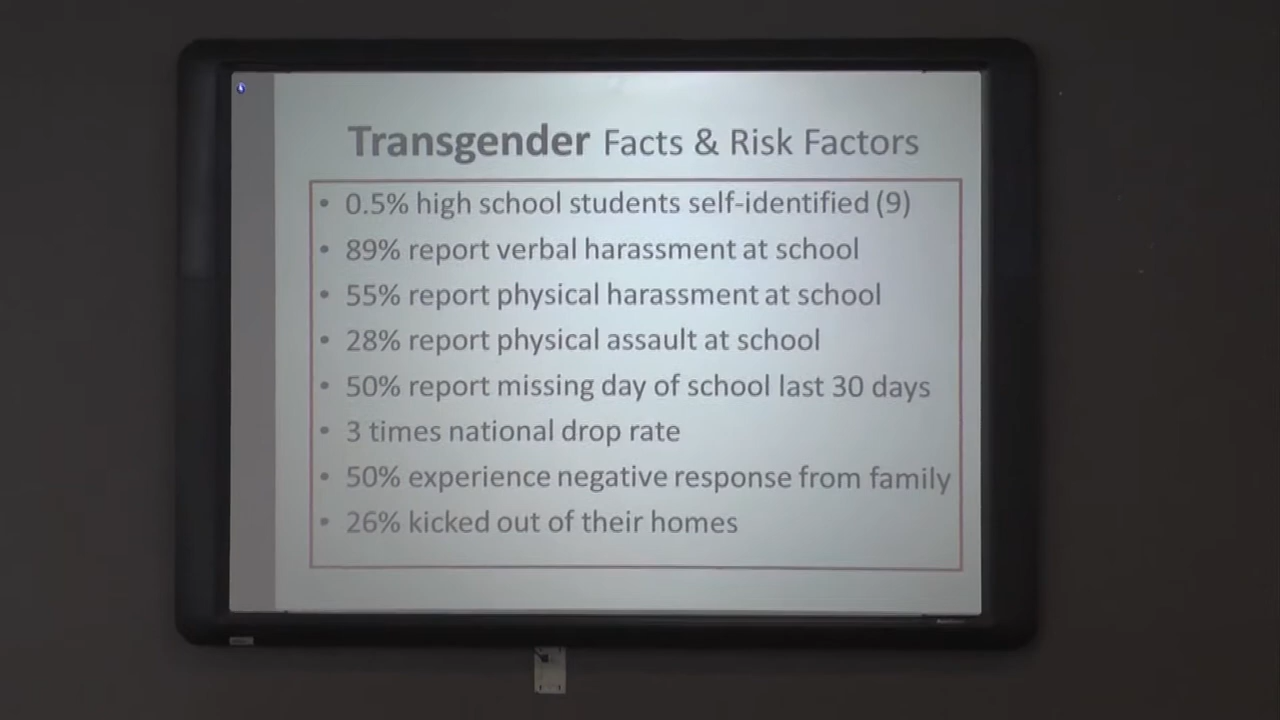 Transgender Facts & Risk Factors
• 0.5% high school students self-identified (9)
• 89% report verbal harassment at school
• 55% report physical harassment at school
• 28% report physical assault at school
• 50% report missing day of school last 30 days
• 3 times national drop rate
• 50% experience negative response from family
• 26% kicked out of their homes